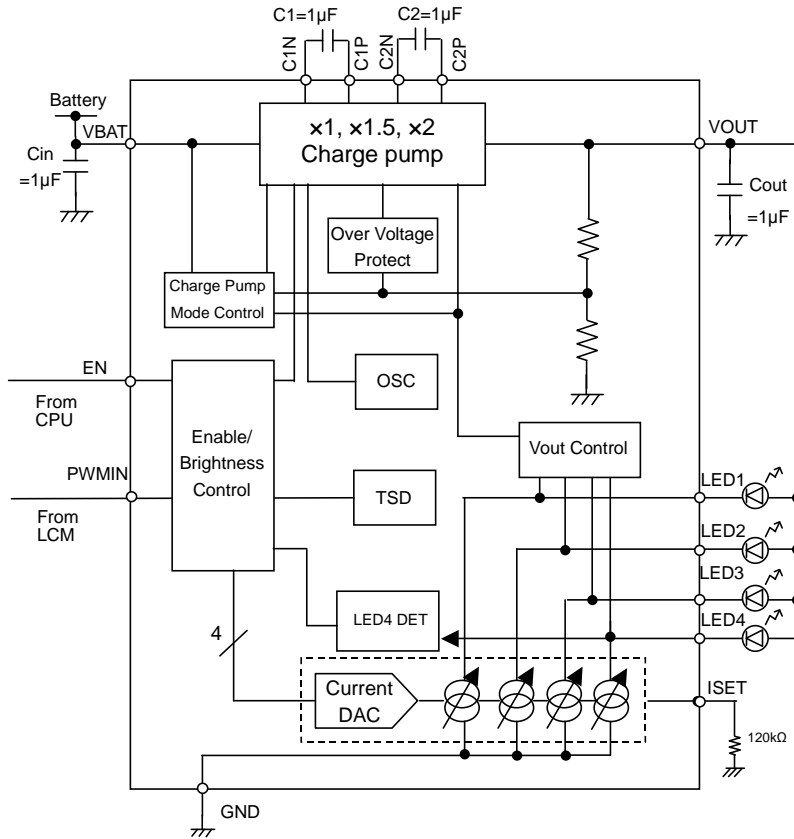 C1=1μF
C2=1μF
C1N
C1P
C2N
C2P
Battery
VBAT
Cin
=1μF
×1, ×1.5, ×2
Charge pump
VOUT
Cout
=1μF
Over Voltage
Protect
Charge Pump
Mode Control
EN
From
CPU
OSC
Enable/
Brightness
Control
Vout Control
PWMIN
From
LCM
TSD
LED1
LED2
LED3
LED4
LED4 DET
4
Current
DAC
ISET
120kΩ
GND